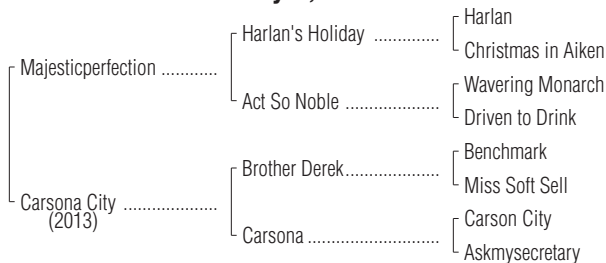 Harlan
Harlan's Holiday ..............
Christmas in Aiken
Majesticperfection ............
Wavering Monarch
Act So Noble .....................
Driven to Drink
Benchmark
Brother Derek.....................
Miss Soft Sell
Carsona City .....................
(2013)
Carson City
Carsona .............................
Askmysecretary